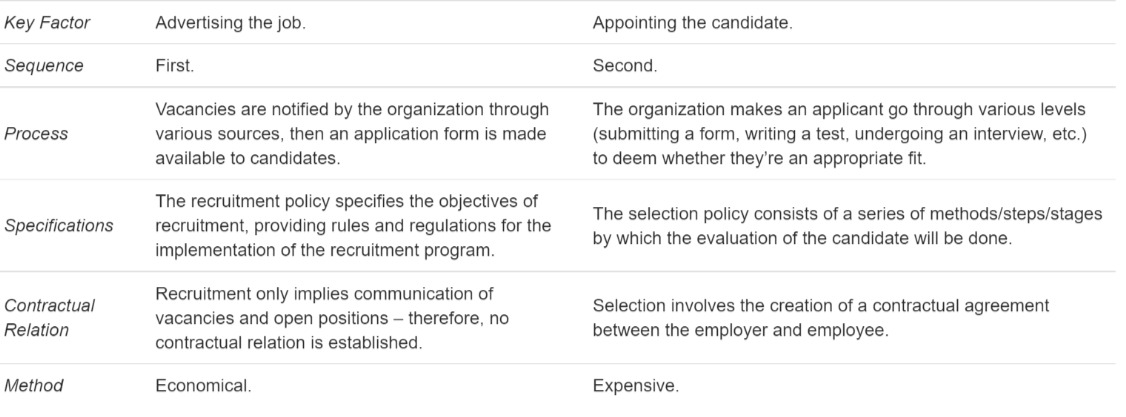 Key Factor Advertising the job. Appointing the candidate.
Sequence First. Second.
Vacancies are notified by the organization through
Process various sources, then an application form is made
available to candidates.
The organization makes an applicant go through various levels
(submitting a form, writing a test, undergoing an interview, etc.)
to deem whether they’re an appropriate fit.
The recruitment policy specifies the objectives of
Specifications recruitment, providing rules and regulations for the
implementation of the recruitment program.
The selection policy consists of a series of methods/steps/stages
by which the evaluation of the candidate will be done.
Contractual
Relation
Recruitment only implies communication of
vacancies and open positions – therefore, no
contractual relation is established.
Selection involves the creation of a contractual agreement
between the employer and employee.
Method Economical. Expensive.